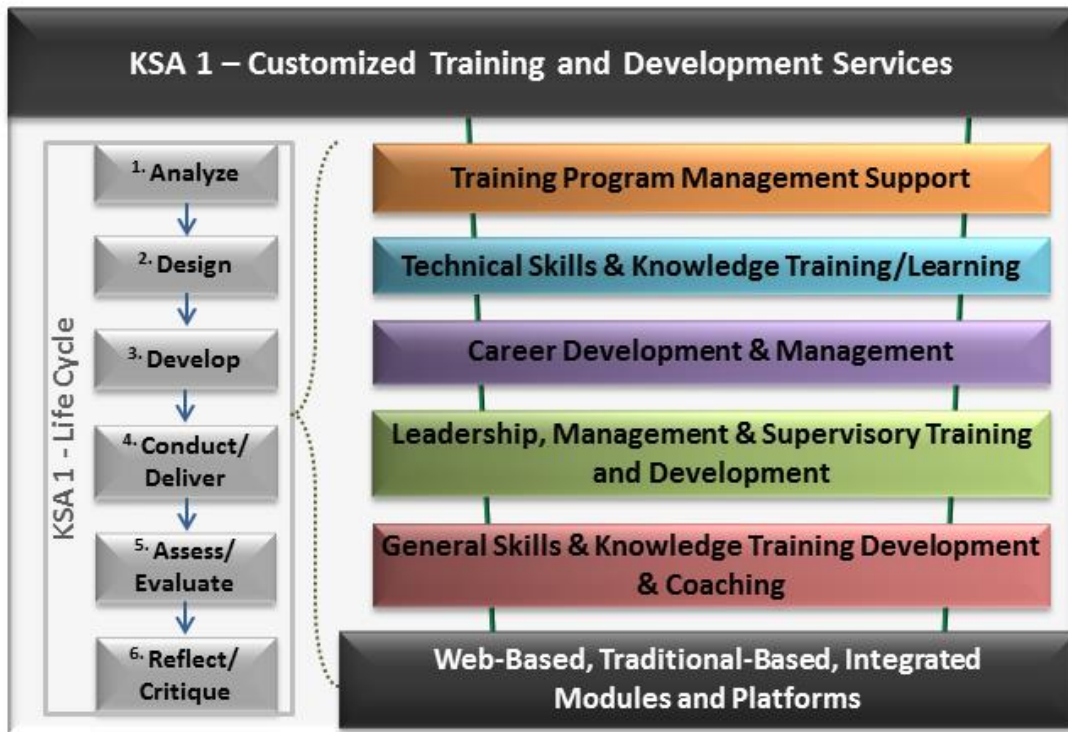 KSA 1 – Customized Training and Development Services
KSA 1 - Life Cycle
1. Analyze
2. Design
3. Develop
4. Conduct/
Deliver
5. Assess/
Evaluate
6. Reflect/
Critique
Training Program Management Support
Technical Skills & Knowledge Training/Learning
Career Development & Management
Leadership, Management & Supervisory Training
and Development
General Skills & Knowledge Training Development
& Coaching
Web-Based, Traditional-Based, Integrated
Modules and Platforms